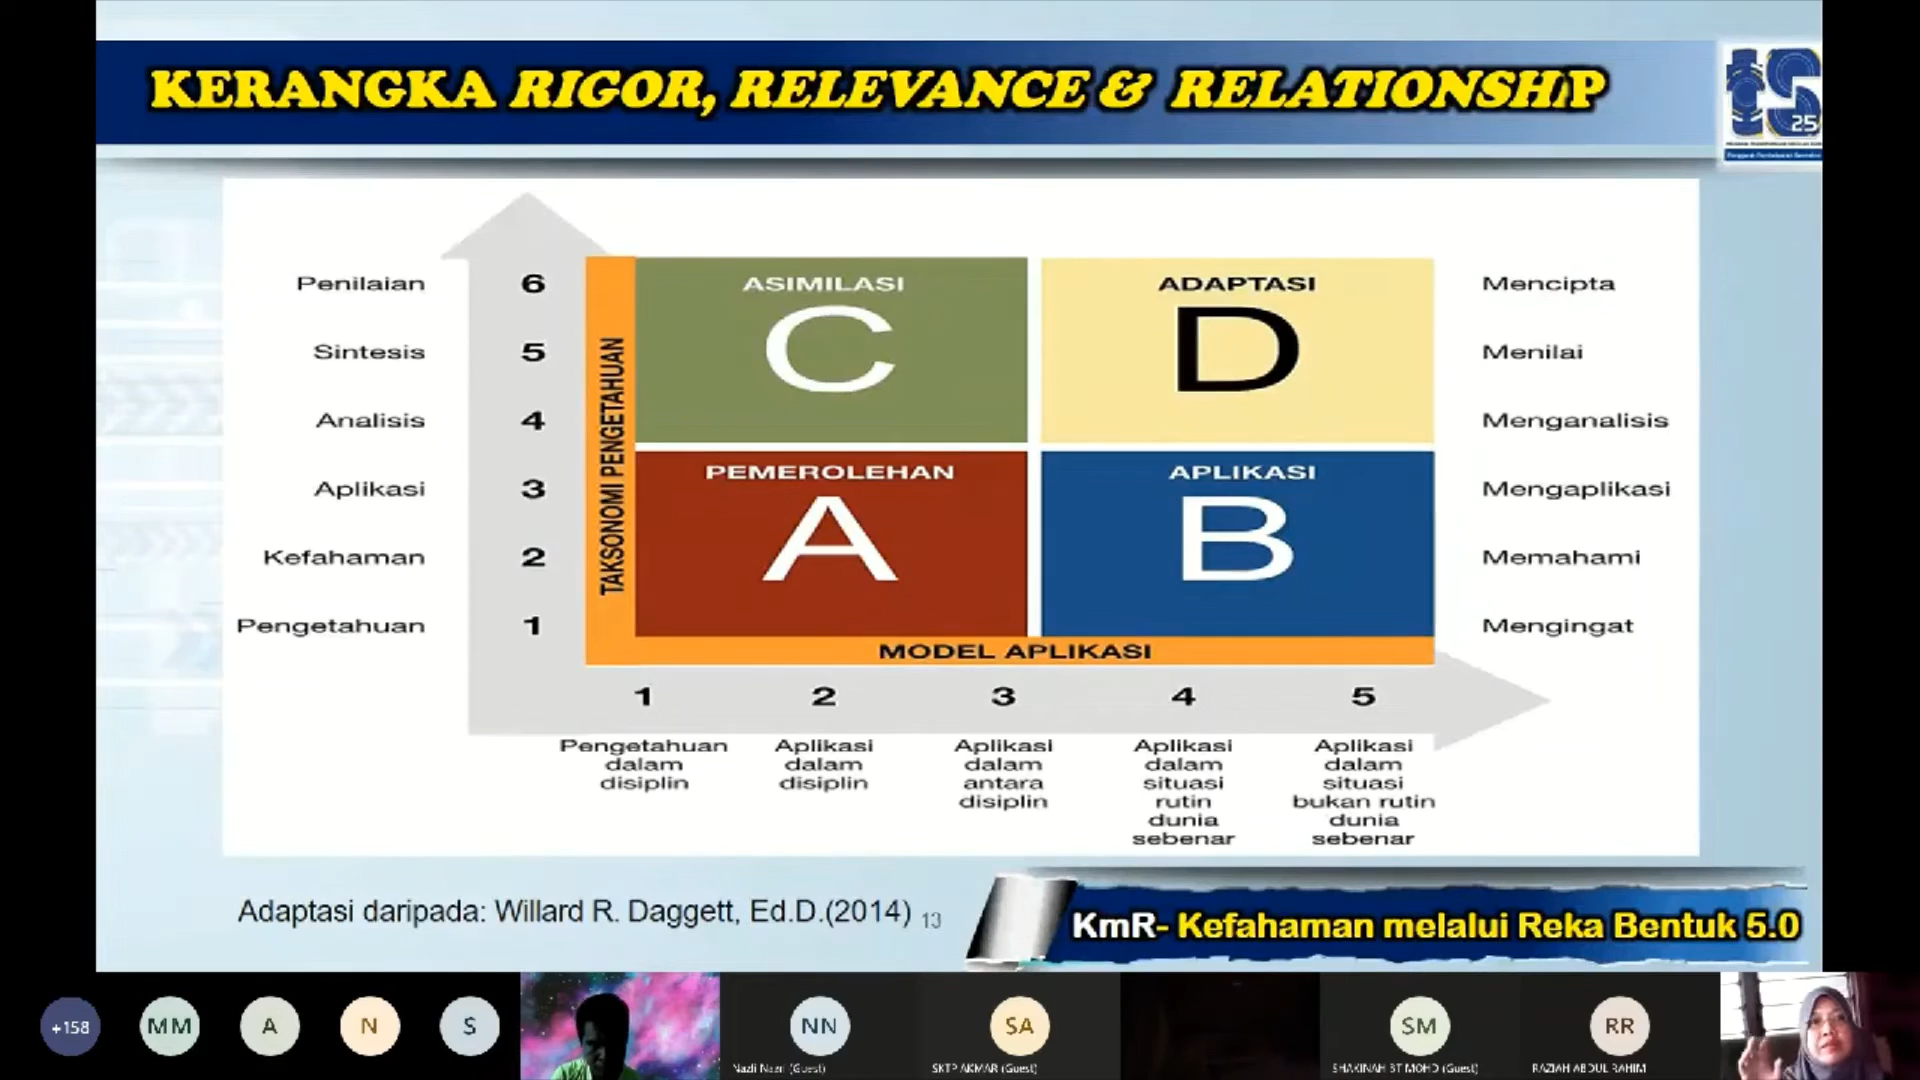 KERANGKA RIGOR, RELEVANCE & RELATIONSHIP
25
Penilaian
6
ASIMILASI
C
ADAPTASI
D
Mencipta
Sintesis
5
Menilai
Analisis
4
Menganalisis
TAKSONOMI PENGETAHUAN
Aplikasi
3
PEMEROLEHAN
A
APLIKASI
B
Mengaplikasi
Kefahaman
2
Memahami
Pengetahuan
1
Mengingat
MODEL APLIKASI
1
2
3
4
5
Pengetahuan
dalam
disiplin
Aplikasi
dalam
disiplin
Aplikasi
dalam
antara
disiplin
Aplikasi
dalam
situasi
rutin
dunia
sebenar
Aplikasi
dalam
situasi
bukan rutin
dunia
sebenar
Adaptasi daripada: Willard R. Daggett, Ed.D.(2014) 13
KmR- Kefahaman melalui Reka Bentuk 5.0
+158
MM
A
N
S
NN
Nazli Nazri (Guest)
SA
SKTP AKMAR (Guest)
SM
SHAKINAH BT MOHD (Guest)
RR
RAZIAH ABDUL RAHIM